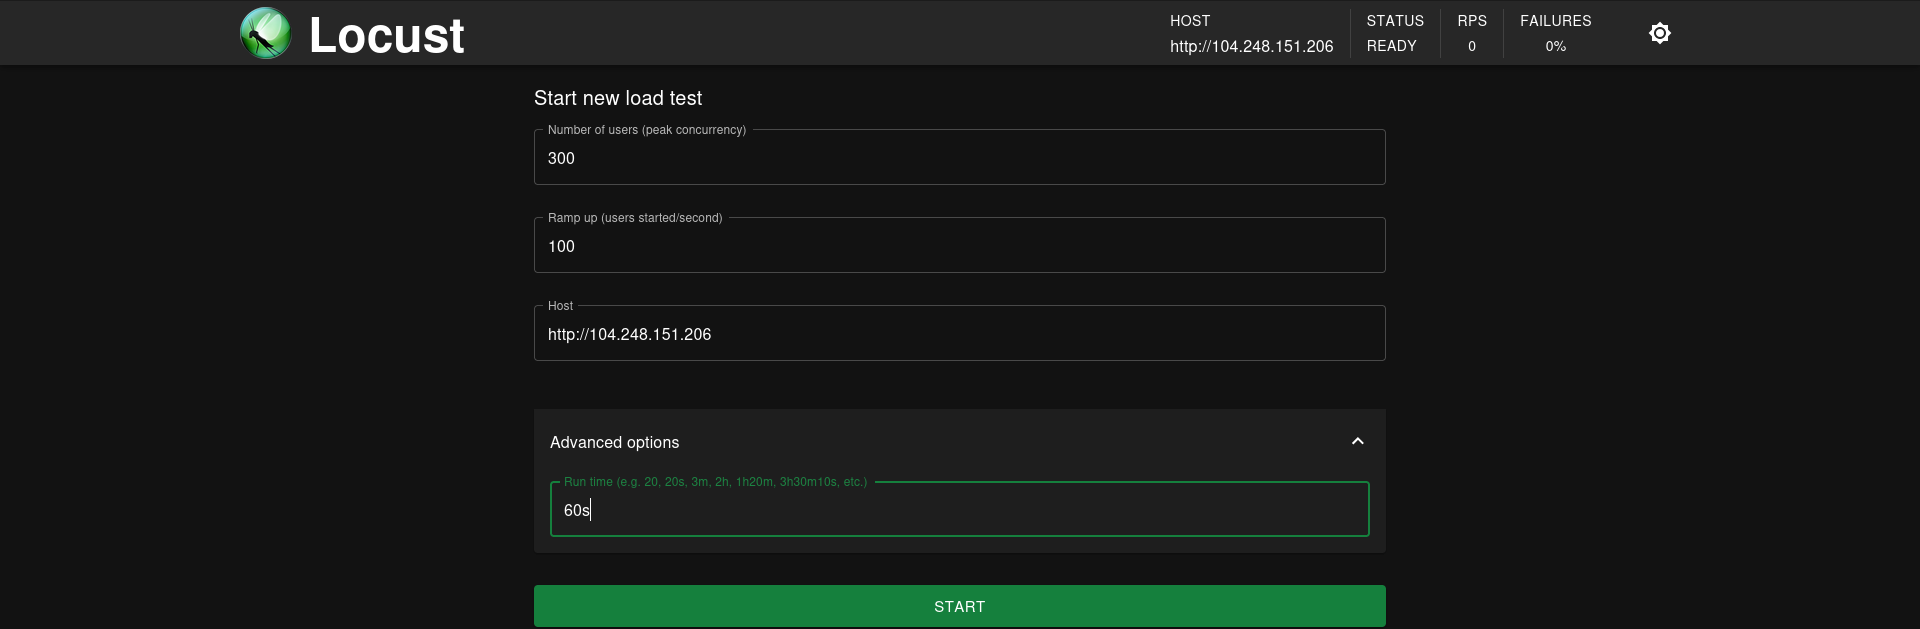 Locust
HOST
http://104.248.151.206
STATUS
READY
RPS
0
FAILURES
0%
Start new load test
Number of users (peak concurrency)
300
Ramp up (users started/second)
100
Host
http://104.248.151.206
Advanced options
Run time (e.g. 20, 20s, 3m, 2h, 1h20m, 3h30m10s, etc.)
60s
START